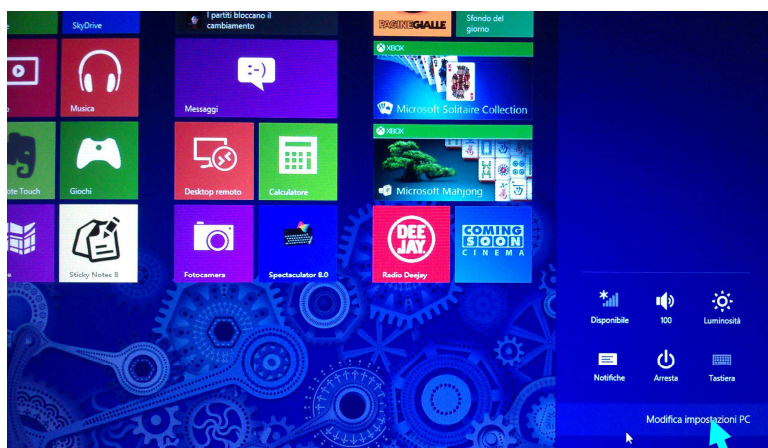 SkyDrive
I partiti bloccano il
cambiamento
PAGINEGIALLE
Sfondo del
giorno
Musica
Messaggi
XBOX
Microsoft Solitaire Collection
ote Touch
Giochi
Desktop remoto
Calcolatore
XBOX
Microsoft Mahjong
Sticky Notes 8
Fotocamera
Spectaculator 8.0
DEE
JAY.
Radio Deejay
COMING
SOON
CINEMA
Disponibile
100
Luminosità
Notifiche
Arresta
Tastiera
Modifica impostazioni PC